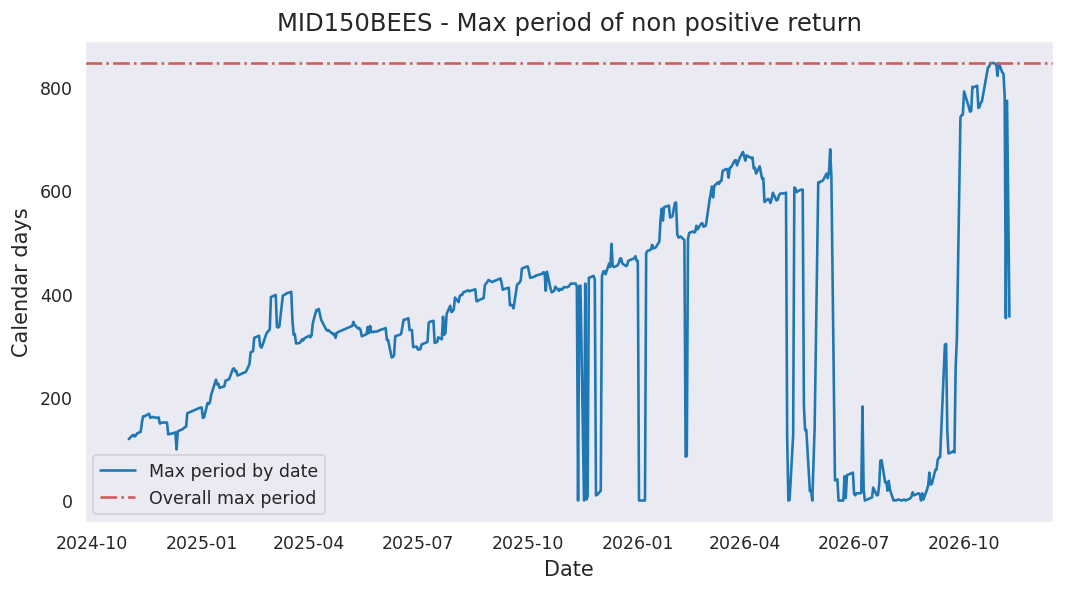 MID150BEES - Max period of non positive return
Calendar days
800
600
400
200
0
Max period by date
Overall max period
2024-10 2025-01 2025-04 2025-07 2025-10 2026-01 2026-04 2026-07 2026-10
Date